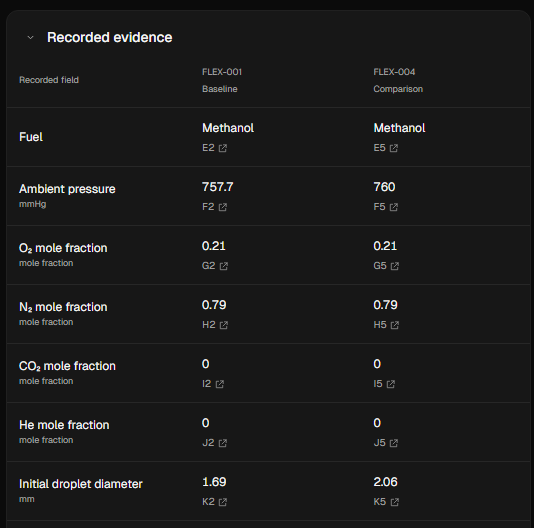 Recorded evidence
Recorded field
FLEX-001
Baseline
FLEX-004
Comparison
Fuel
Methanol
E2
Methanol
E5
Ambient pressure
mmHg
757.7
F2
760
F5
O₂ mole fraction
mole fraction
0.21
G2
0.21
G5
N₂ mole fraction
mole fraction
0.79
H2
0.79
H5
CO₂ mole fraction
mole fraction
0
I2
0
I5
He mole fraction
mole fraction
0
J2
0
J5
Initial droplet diameter
mm
1.69
K2
2.06
K5